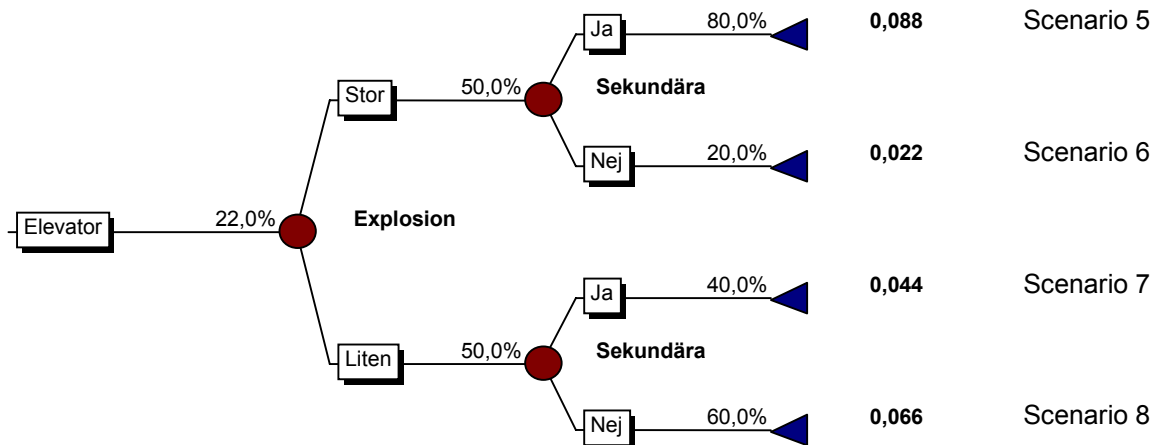 Ja 80,0% 0,088 Scenario 5
Stor 50,0% Sekundära
Nej 20,0% 0,022 Scenario 6
Elevator 22,0% Explosion
Ja 40,0% 0,044 Scenario 7
Liten 50,0% Sekundära
Nej 60,0% 0,066 Scenario 8